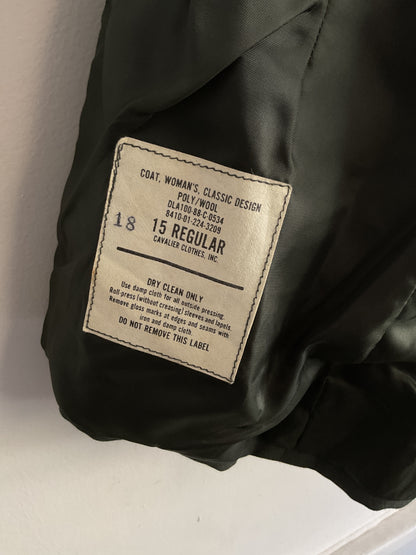 COAT, WOMAN'S, CLASSIC DESIGN
POLY/WOOL
DLA100-88-C-0534
8410-01-224-3209
18 15 REGULAR
CAVALIER CLOTHES, INC.
DRY CLEAN ONLY
Use damp cloth for all outside pressing.
Roll-press (without creasing) sleeves and lapels.
Remove gloss marks at edges and seams with
iron and damp cloth.
DO NOT REMOVE THIS LABEL